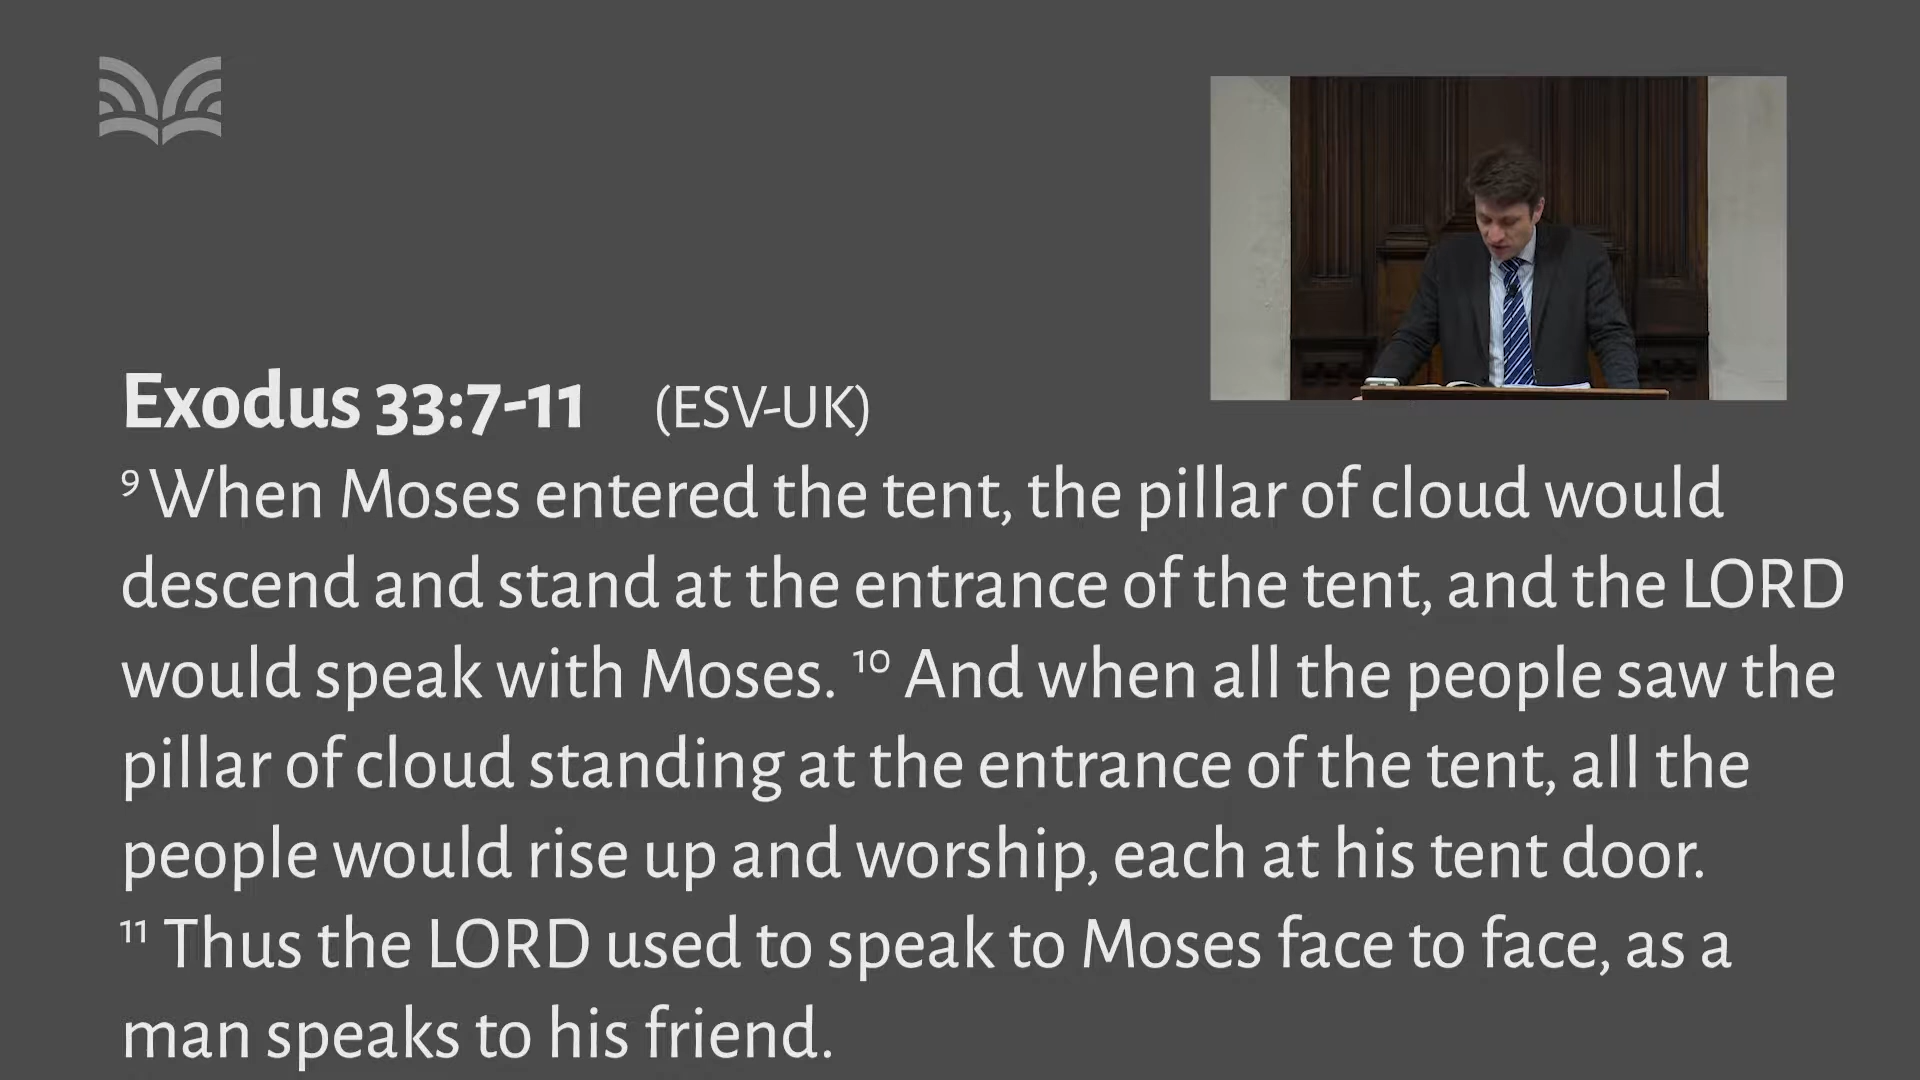 Exodus 33:7-11 (ESV-UK)
9 When Moses entered the tent, the pillar of cloud would
descend and stand at the entrance of the tent, and the LORD
would speak with Moses. 10 And when all the people saw the
pillar of cloud standing at the entrance of the tent, all the
people would rise up and worship, each at his tent door.
11 Thus the LORD used to speak to Moses face to face, as a
man speaks to his friend.